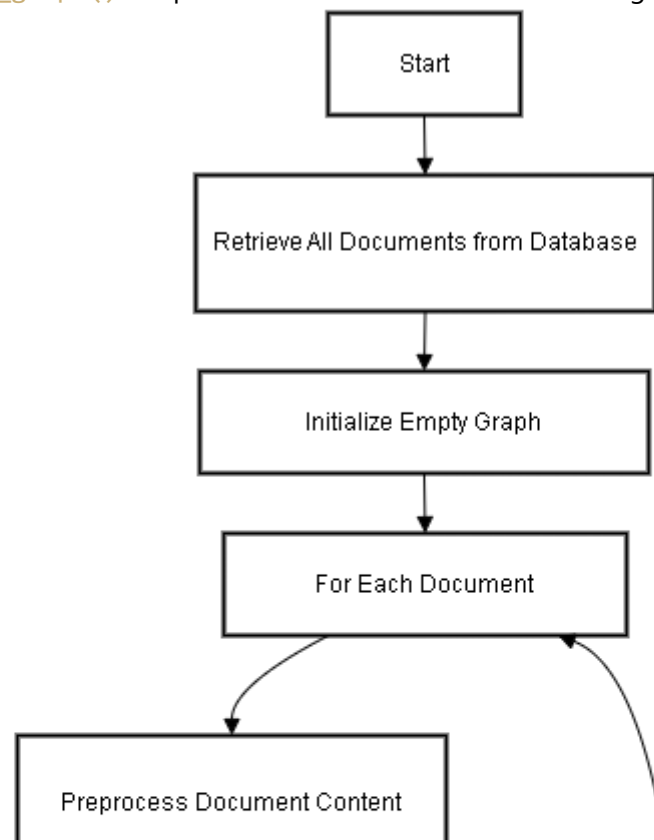 Start
Retrieve All Documents from Database
Initialize Empty Graph
For Each Document
Preprocess Document Content